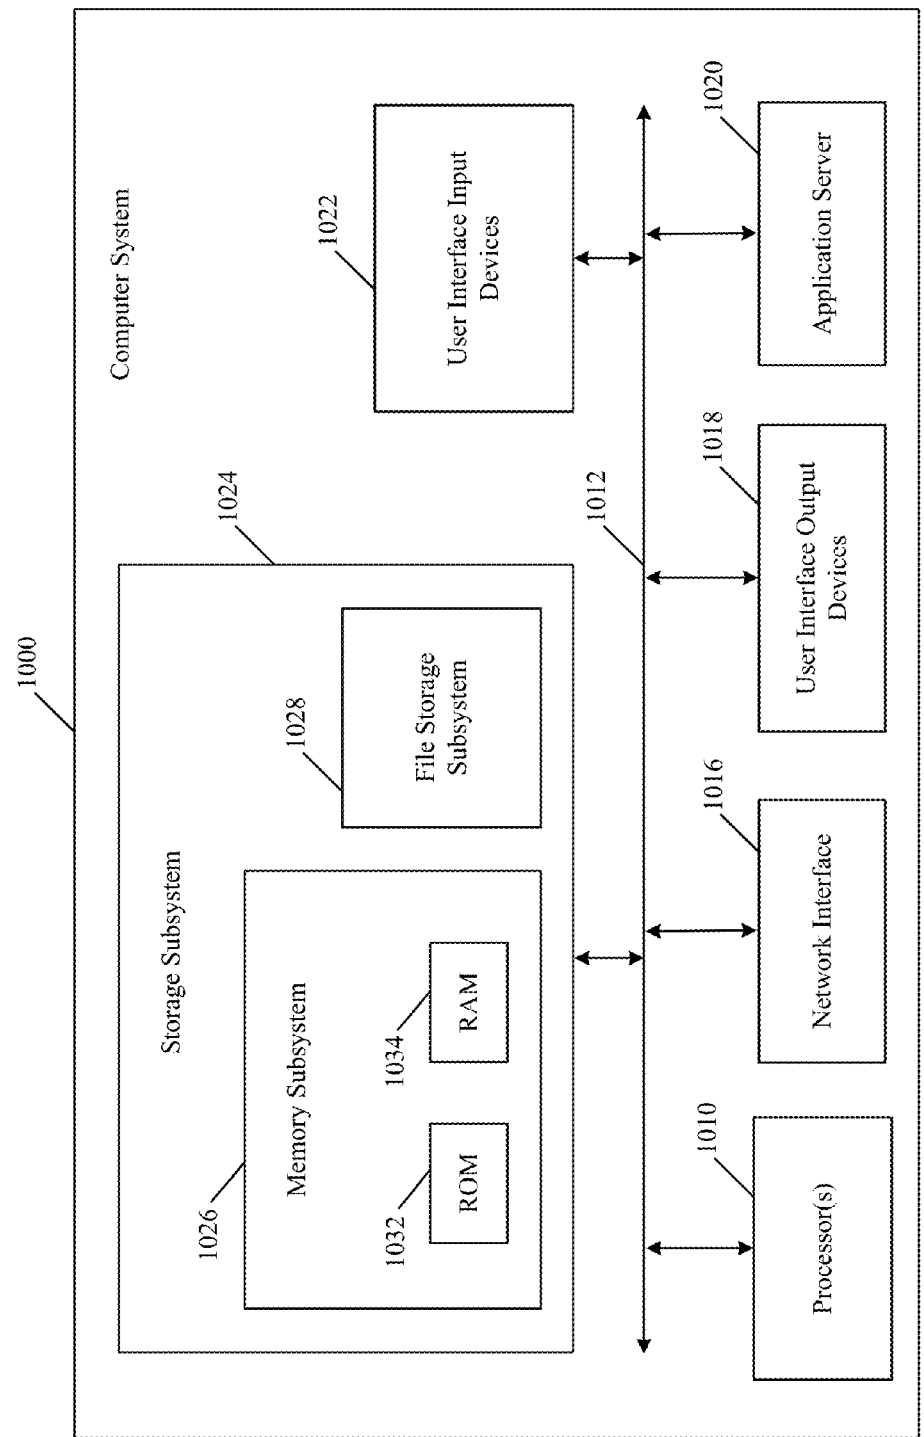 1000
Computer System
Storage Subsystem
1024
1026
Memory Subsystem
1032
ROM
1034
RAM
1028
File Storage
Subsystem
1022
User Interface Input
Devices
1012
1010
Processor(s)
1016
Network Interface
1018
User Interface Output
Devices
1020
Application Server